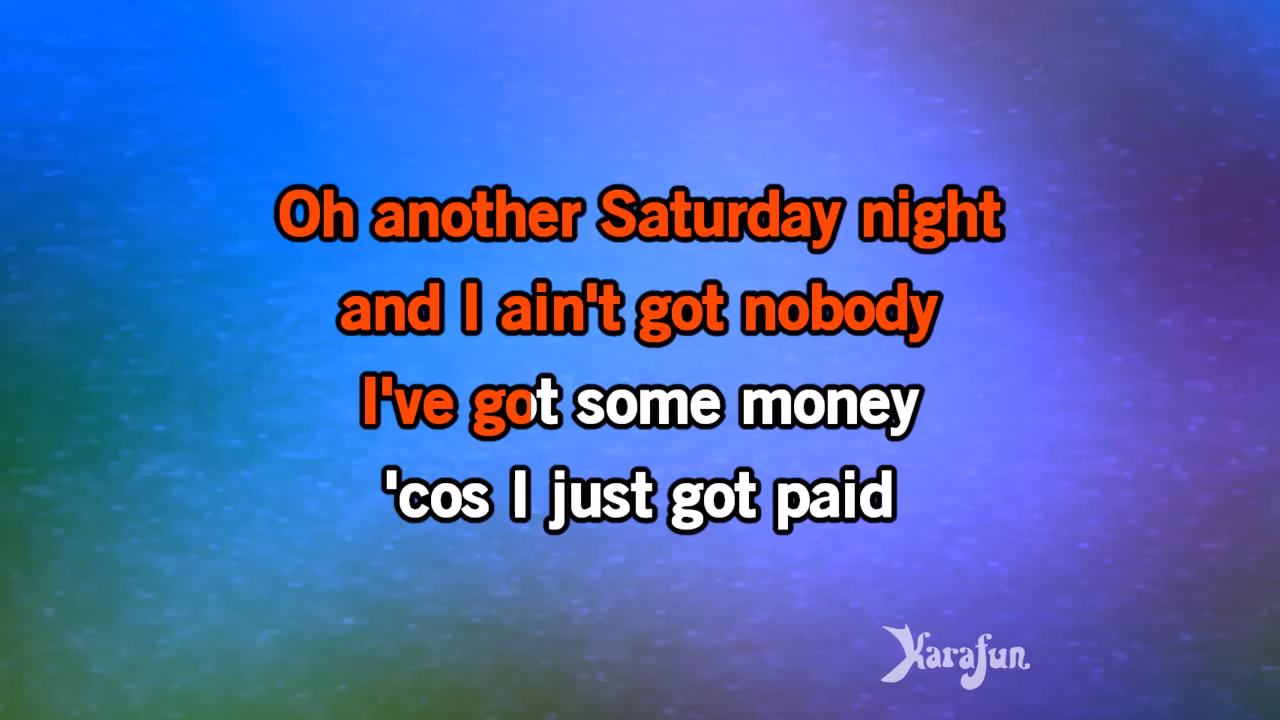 Oh another Saturday night
and I ain't got nobody
I've got some money
'cos I just got paid
Karafun